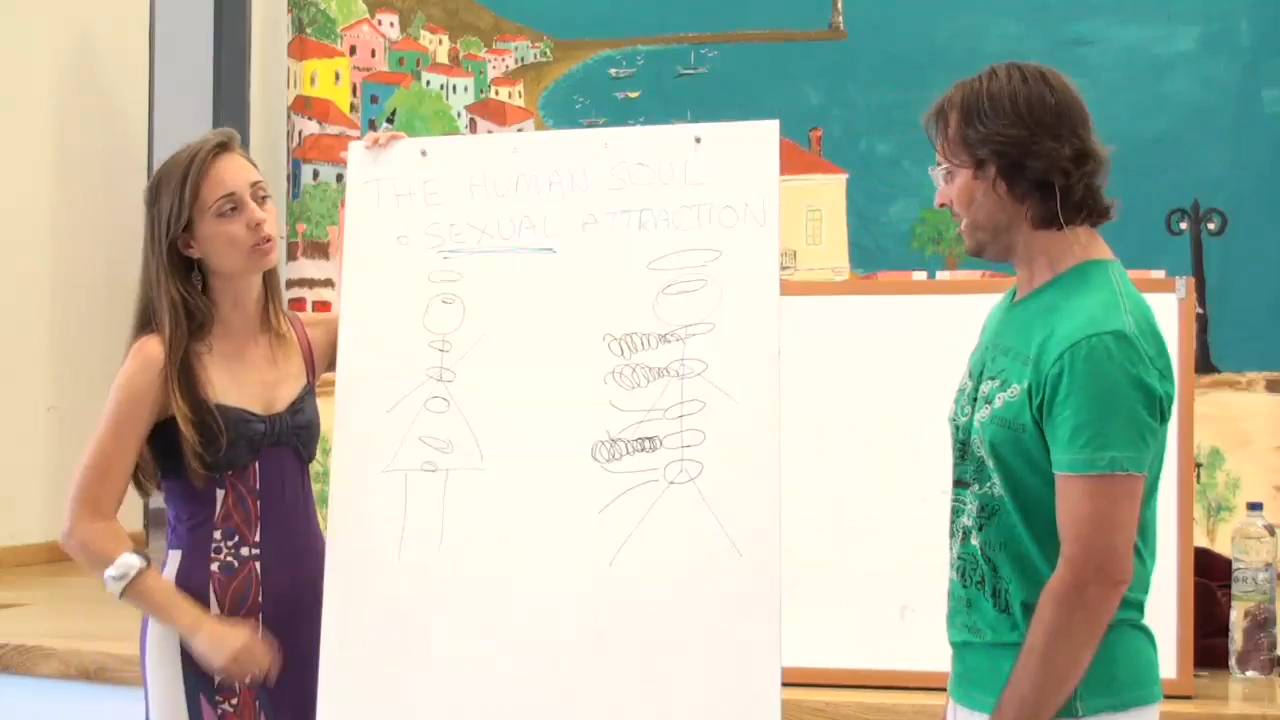 THE HUMAN SOUL
• SEXUAL ATTRACTION